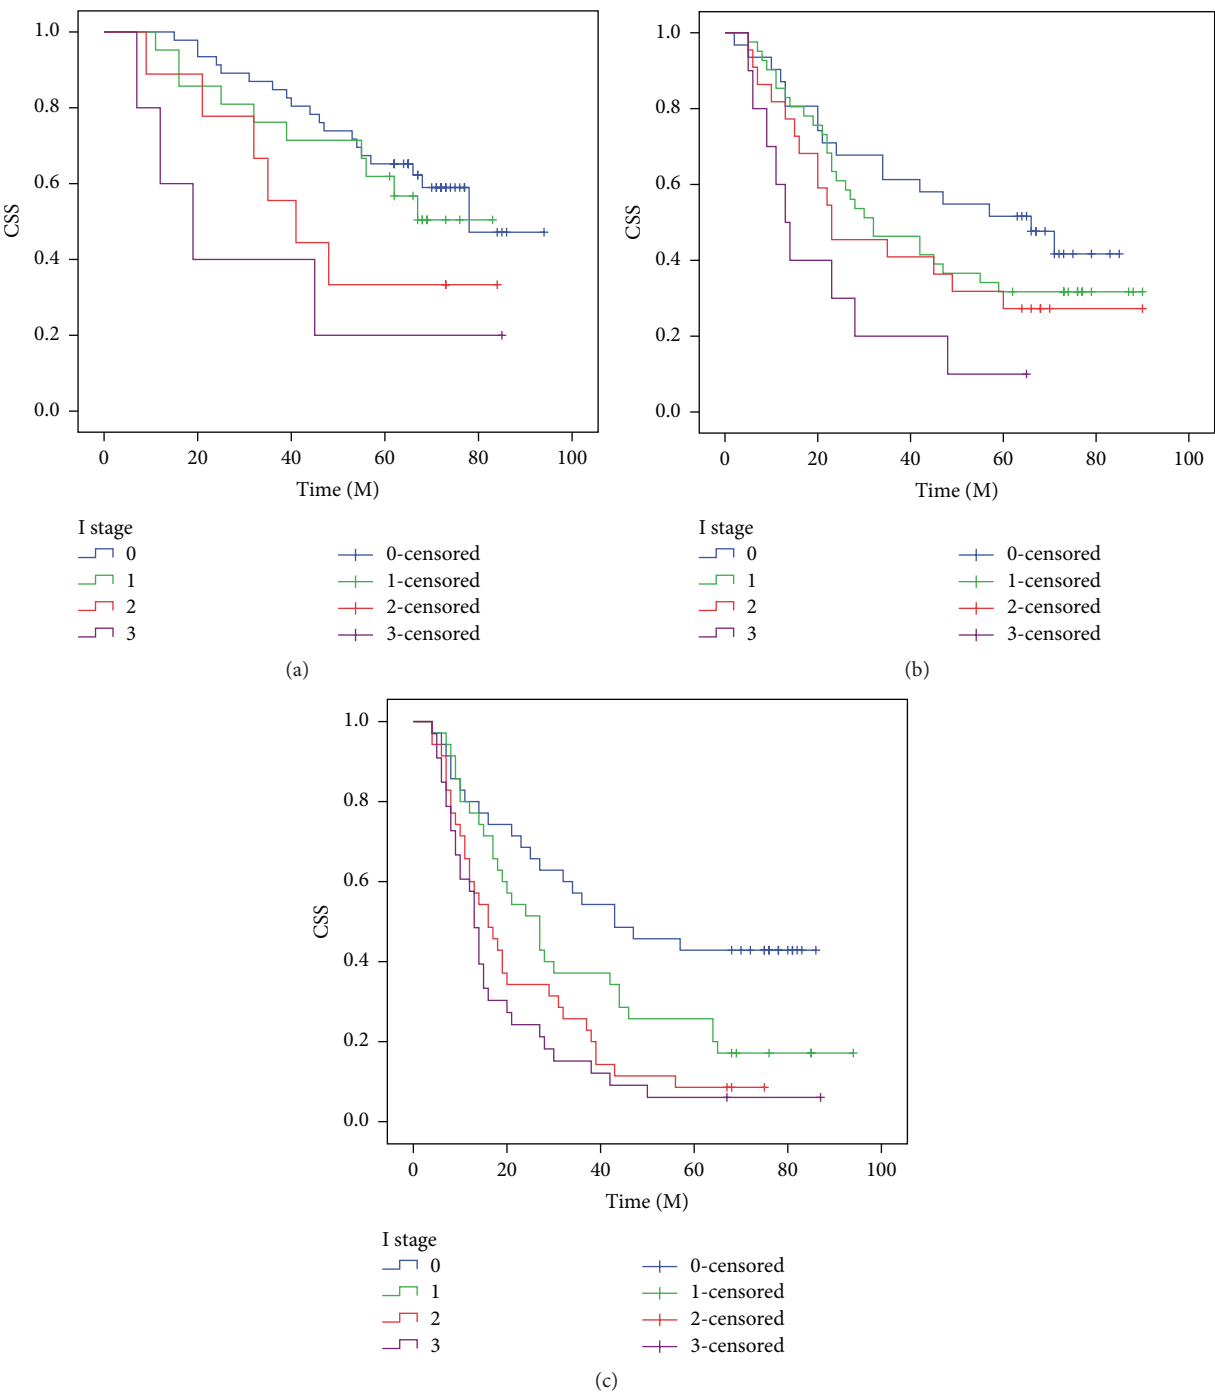 1.0
0.8
0.6
0.4
0.2
0.0
CSS
0 20 40 60 80 100
Time (M)
I stage
0 0-censored
1 1-censored
2 2-censored
3 3-censored
(a)
1.0
0.8
0.6
0.4
0.2
0.0
CSS
0 20 40 60 80 100
Time (M)
I stage
0 0-censored
1 1-censored
2 2-censored
3 3-censored
(b)
1.0
0.8
0.6
0.4
0.2
0.0
CSS
0 20 40 60 80 100
Time (M)
I stage
0 0-censored
1 1-censored
2 2-censored
3 3-censored
(c)